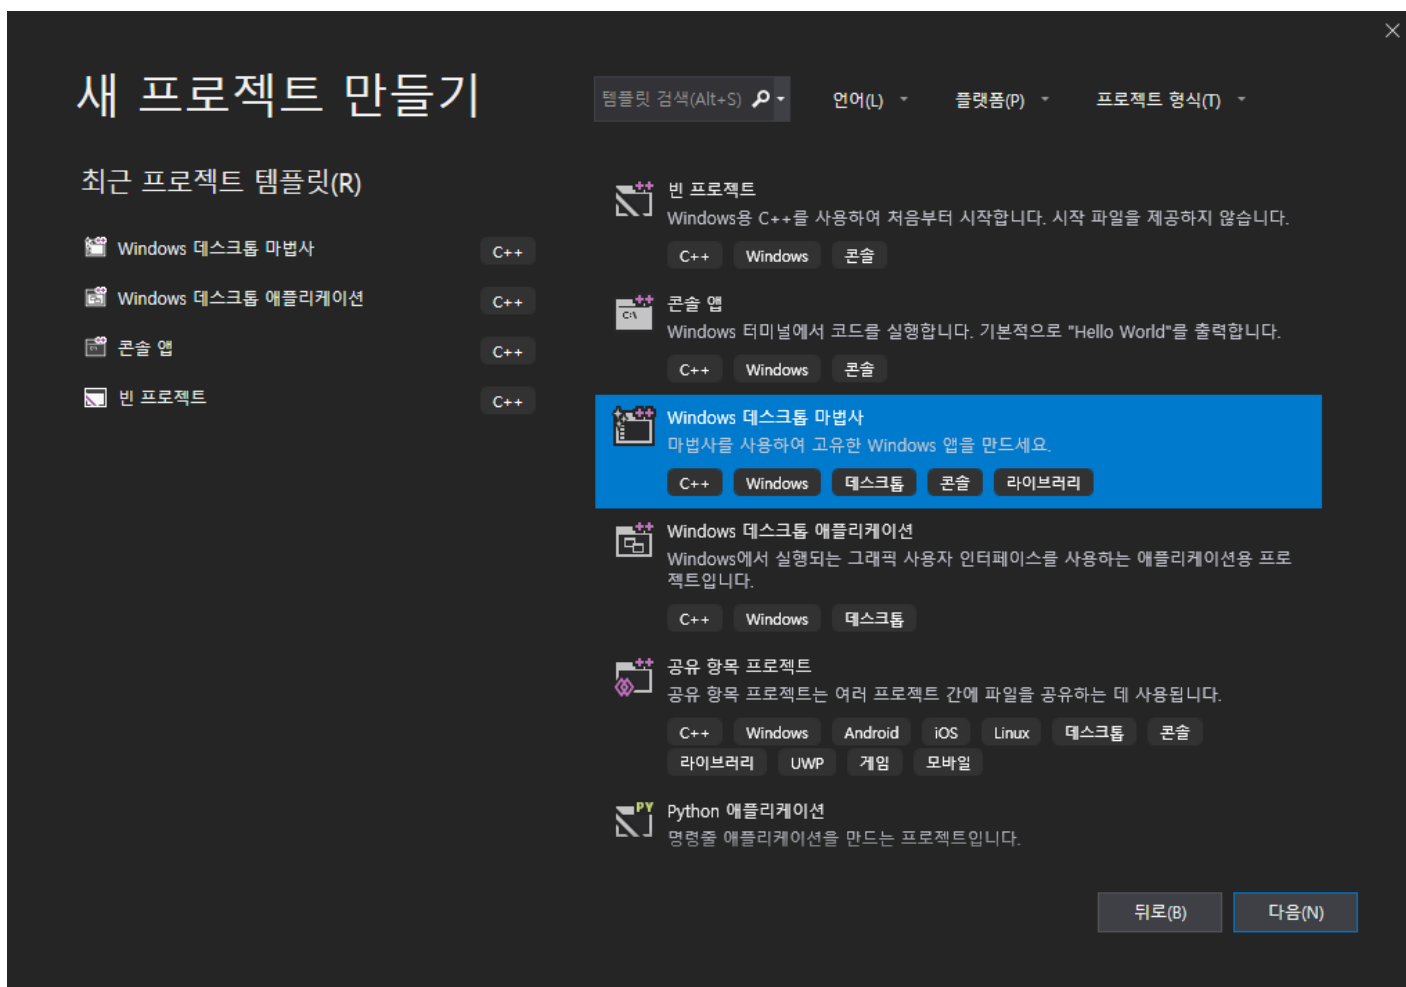 새 프로젝트 만들기
템플릿 검색(Alt+S)
언어(L)
플랫폼(P)
프로젝트 형식(T)
최근 프로젝트 템플릿(R)
Windows 데스크톱 마법사
C++
Windows 데스크톱 애플리케이션
C++
콘솔 앱
C++
빈 프로젝트
C++
빈 프로젝트
Windows용 C++를 사용하여 처음부터 시작합니다. 시작 파일을 제공하지 않습니다.
C++ Windows 콘솔
콘솔 앱
Windows 터미널에서 코드를 실행합니다. 기본적으로 "Hello World"를 출력합니다.
C++ Windows 콘솔
Windows 데스크톱 마법사
마법사를 사용하여 고유한 Windows 앱을 만드세요.
C++ Windows 데스크톱 콘솔 라이브러리
Windows 데스크톱 애플리케이션
Windows에서 실행되는 그래픽 사용자 인터페이스를 사용하는 애플리케이션용 프로
젝트입니다.
C++ Windows 데스크톱
공유 항목 프로젝트
공유 항목 프로젝트는 여러 프로젝트 간에 파일을 공유하는 데 사용됩니다.
C++ Windows Android iOS Linux 데스크톱 콘솔
라이브러리 UWP 게임 모바일
Python 애플리케이션
명령줄 애플리케이션을 만드는 프로젝트입니다.
뒤로(B)
다음(N)